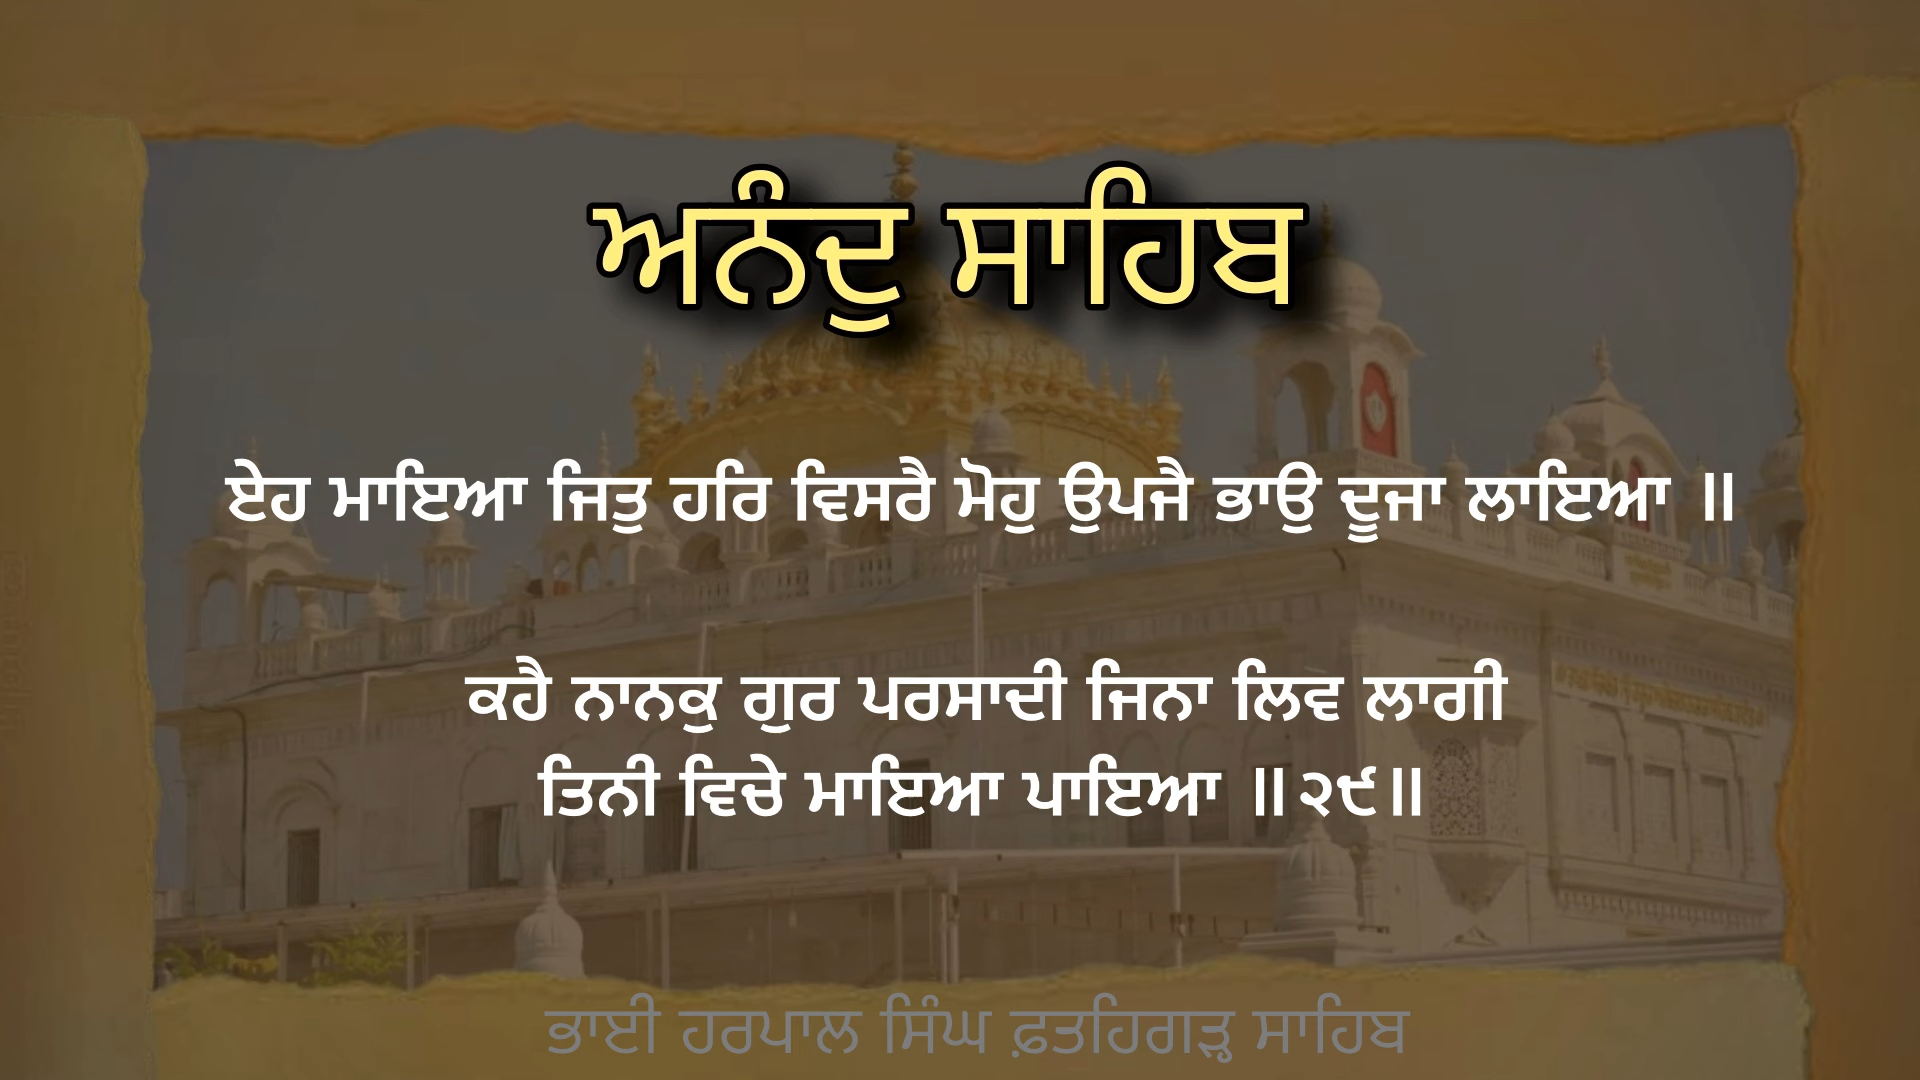 ਅਨੰਦੁ ਸਾਹਿਬ
ਏਹ ਮਾਇਆ ਜਿਤੁ ਹਰਿ ਵਿਸਰੈ ਮੋਹੁ ਉਪਜੈ ਭਾਉ ਦੂਜਾ ਲਾਇਆ ॥
ਕਹੈ ਨਾਨਕੁ ਗੁਰ ਪਰਸਾਦੀ ਜਿਨਾ ਲਿਵ ਲਾਗੀ
ਤਿਨੀ ਵਿਚੇ ਮਾਇਆ ਪਾਇਆ ॥੨੯॥
ਭਾਈ ਹਰਪਾਲ ਸਿੰਘ ਫ਼ਤਹਿਗੜ੍ਹ ਸਾਹਿਬ